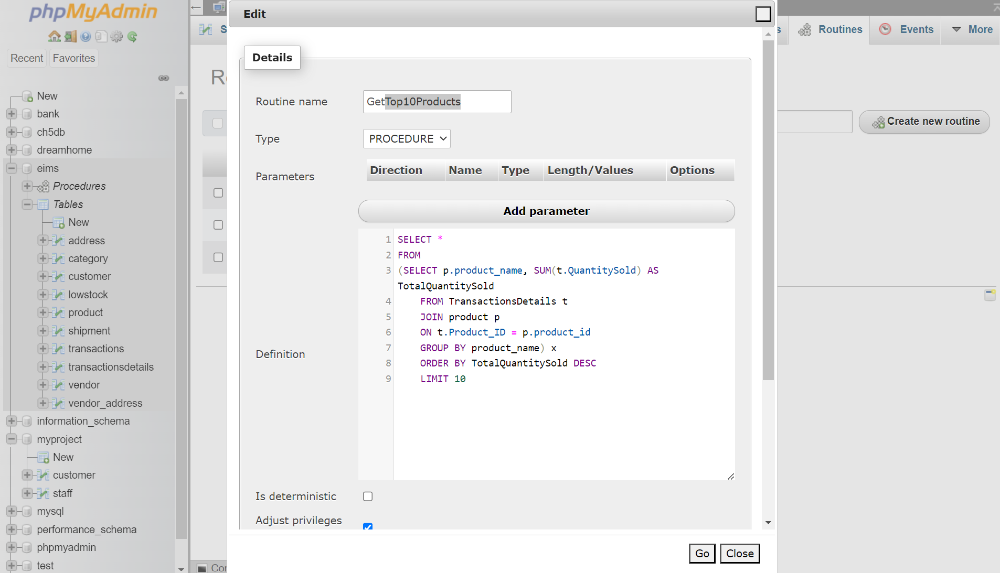 phpMyAdmin
Recent
Favorites
New
bank
ch5db
dreamhome
eims
Procedures
Tables
New
address
category
customer
lowstock
product
shipment
transactions
transactionsdetails
vendor
vendor_address
information_schema
myproject
New
customer
staff
mysql
performance_schema
phpmyadmin
test
S
Ro
Con
Edit
Details
Routine name GetTop10Products
Type PROCEDURE
Parameters
Direction Name Type Length/Values Options
Add parameter
Definition
1 SELECT *
2 FROM
3 (SELECT p.product_name, SUM(t.QuantitySold) AS
TotalQuantitySold
4 FROM TransactionsDetails t
5 JOIN product p
6 ON t.Product_ID = p.product_id
7 GROUP BY product_name) x
8 ORDER BY TotalQuantitySold DESC
9 LIMIT 10
Is deterministic
Adjust privileges
Go Close
s Routines Events More
Create new routine